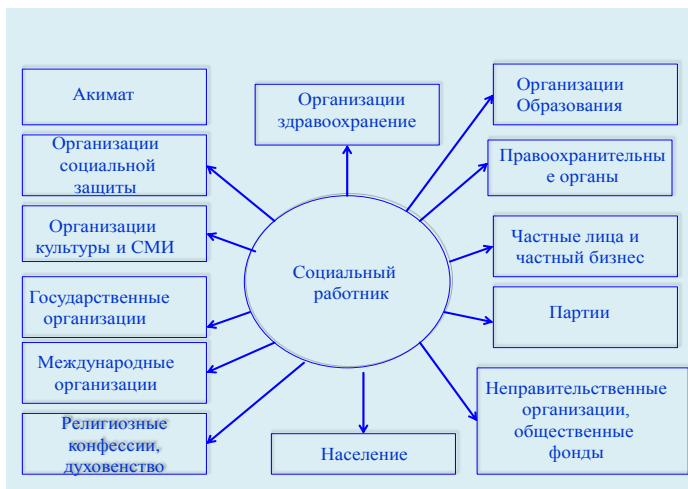 Акимат
Организации
социальной
защиты
Организации
культуры и СМИ
Государственные
организации
Международные
организации
Религиозные
конфессии,
духовенство
Организации
здравоохранение
Социальный
работник
Население
Организации
Образования
Правоохранительны
е органы
Частные лица и
частный бизнес
Партии
Неправительственные
организации,
общественные
фонды